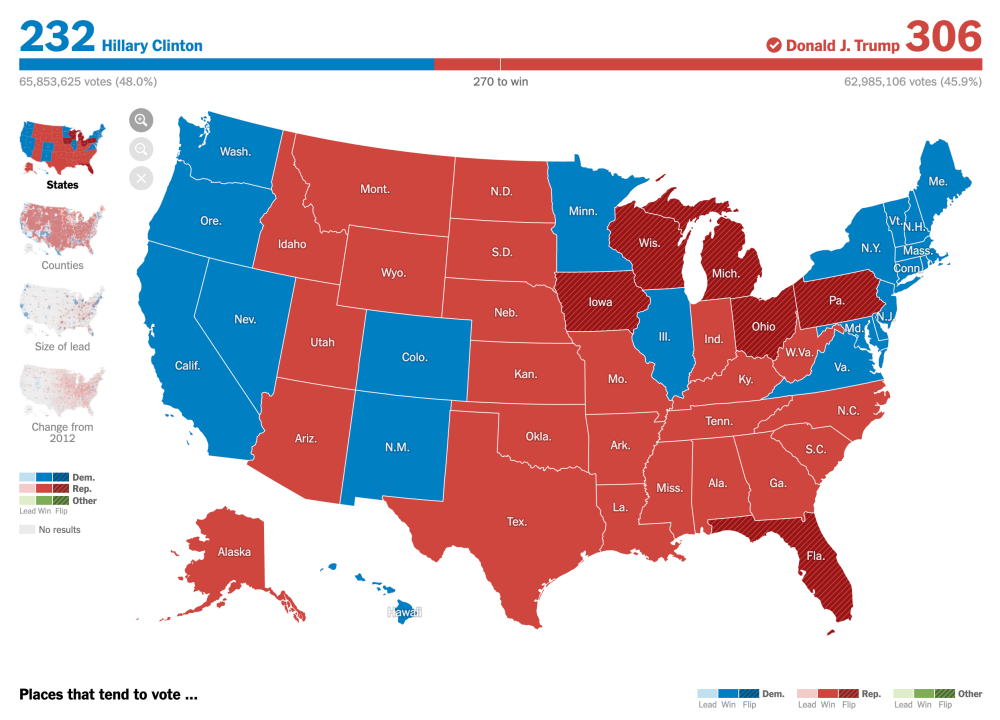 232 Hillary Clinton
Donald J. Trump 306
65,853,625 votes (48.0%)
270 to win
62,985,106 votes (45.9%)
States
Counties
Size of lead
Change from
2012
Dem.
Rep.
Other
Lead Win Flip
No results
Wash.
Ore.
Calif.
Nev.
Idaho
Mont.
Wyo.
Utah
Ariz.
Colo.
N.M.
N.D.
S.D.
Neb.
Kan.
Okla.
Tex.
Minn.
Iowa
Mo.
Ark.
La.
Wis.
Ill.
Mich.
Ind.
Ohio
Ky.
Tenn.
Miss.
Ala.
Ga.
Fla.
S.C.
N.C.
Va.
W.Va.
Md.
Pa.
N.J.
N.Y.
Conn.
Mass.
Vt.
N.H.
Me.
Alaska
Hawaii
Places that tend to vote ...
Dem.
Lead Win Flip
Rep.
Lead Win Flip
Other
Lead Win Flip